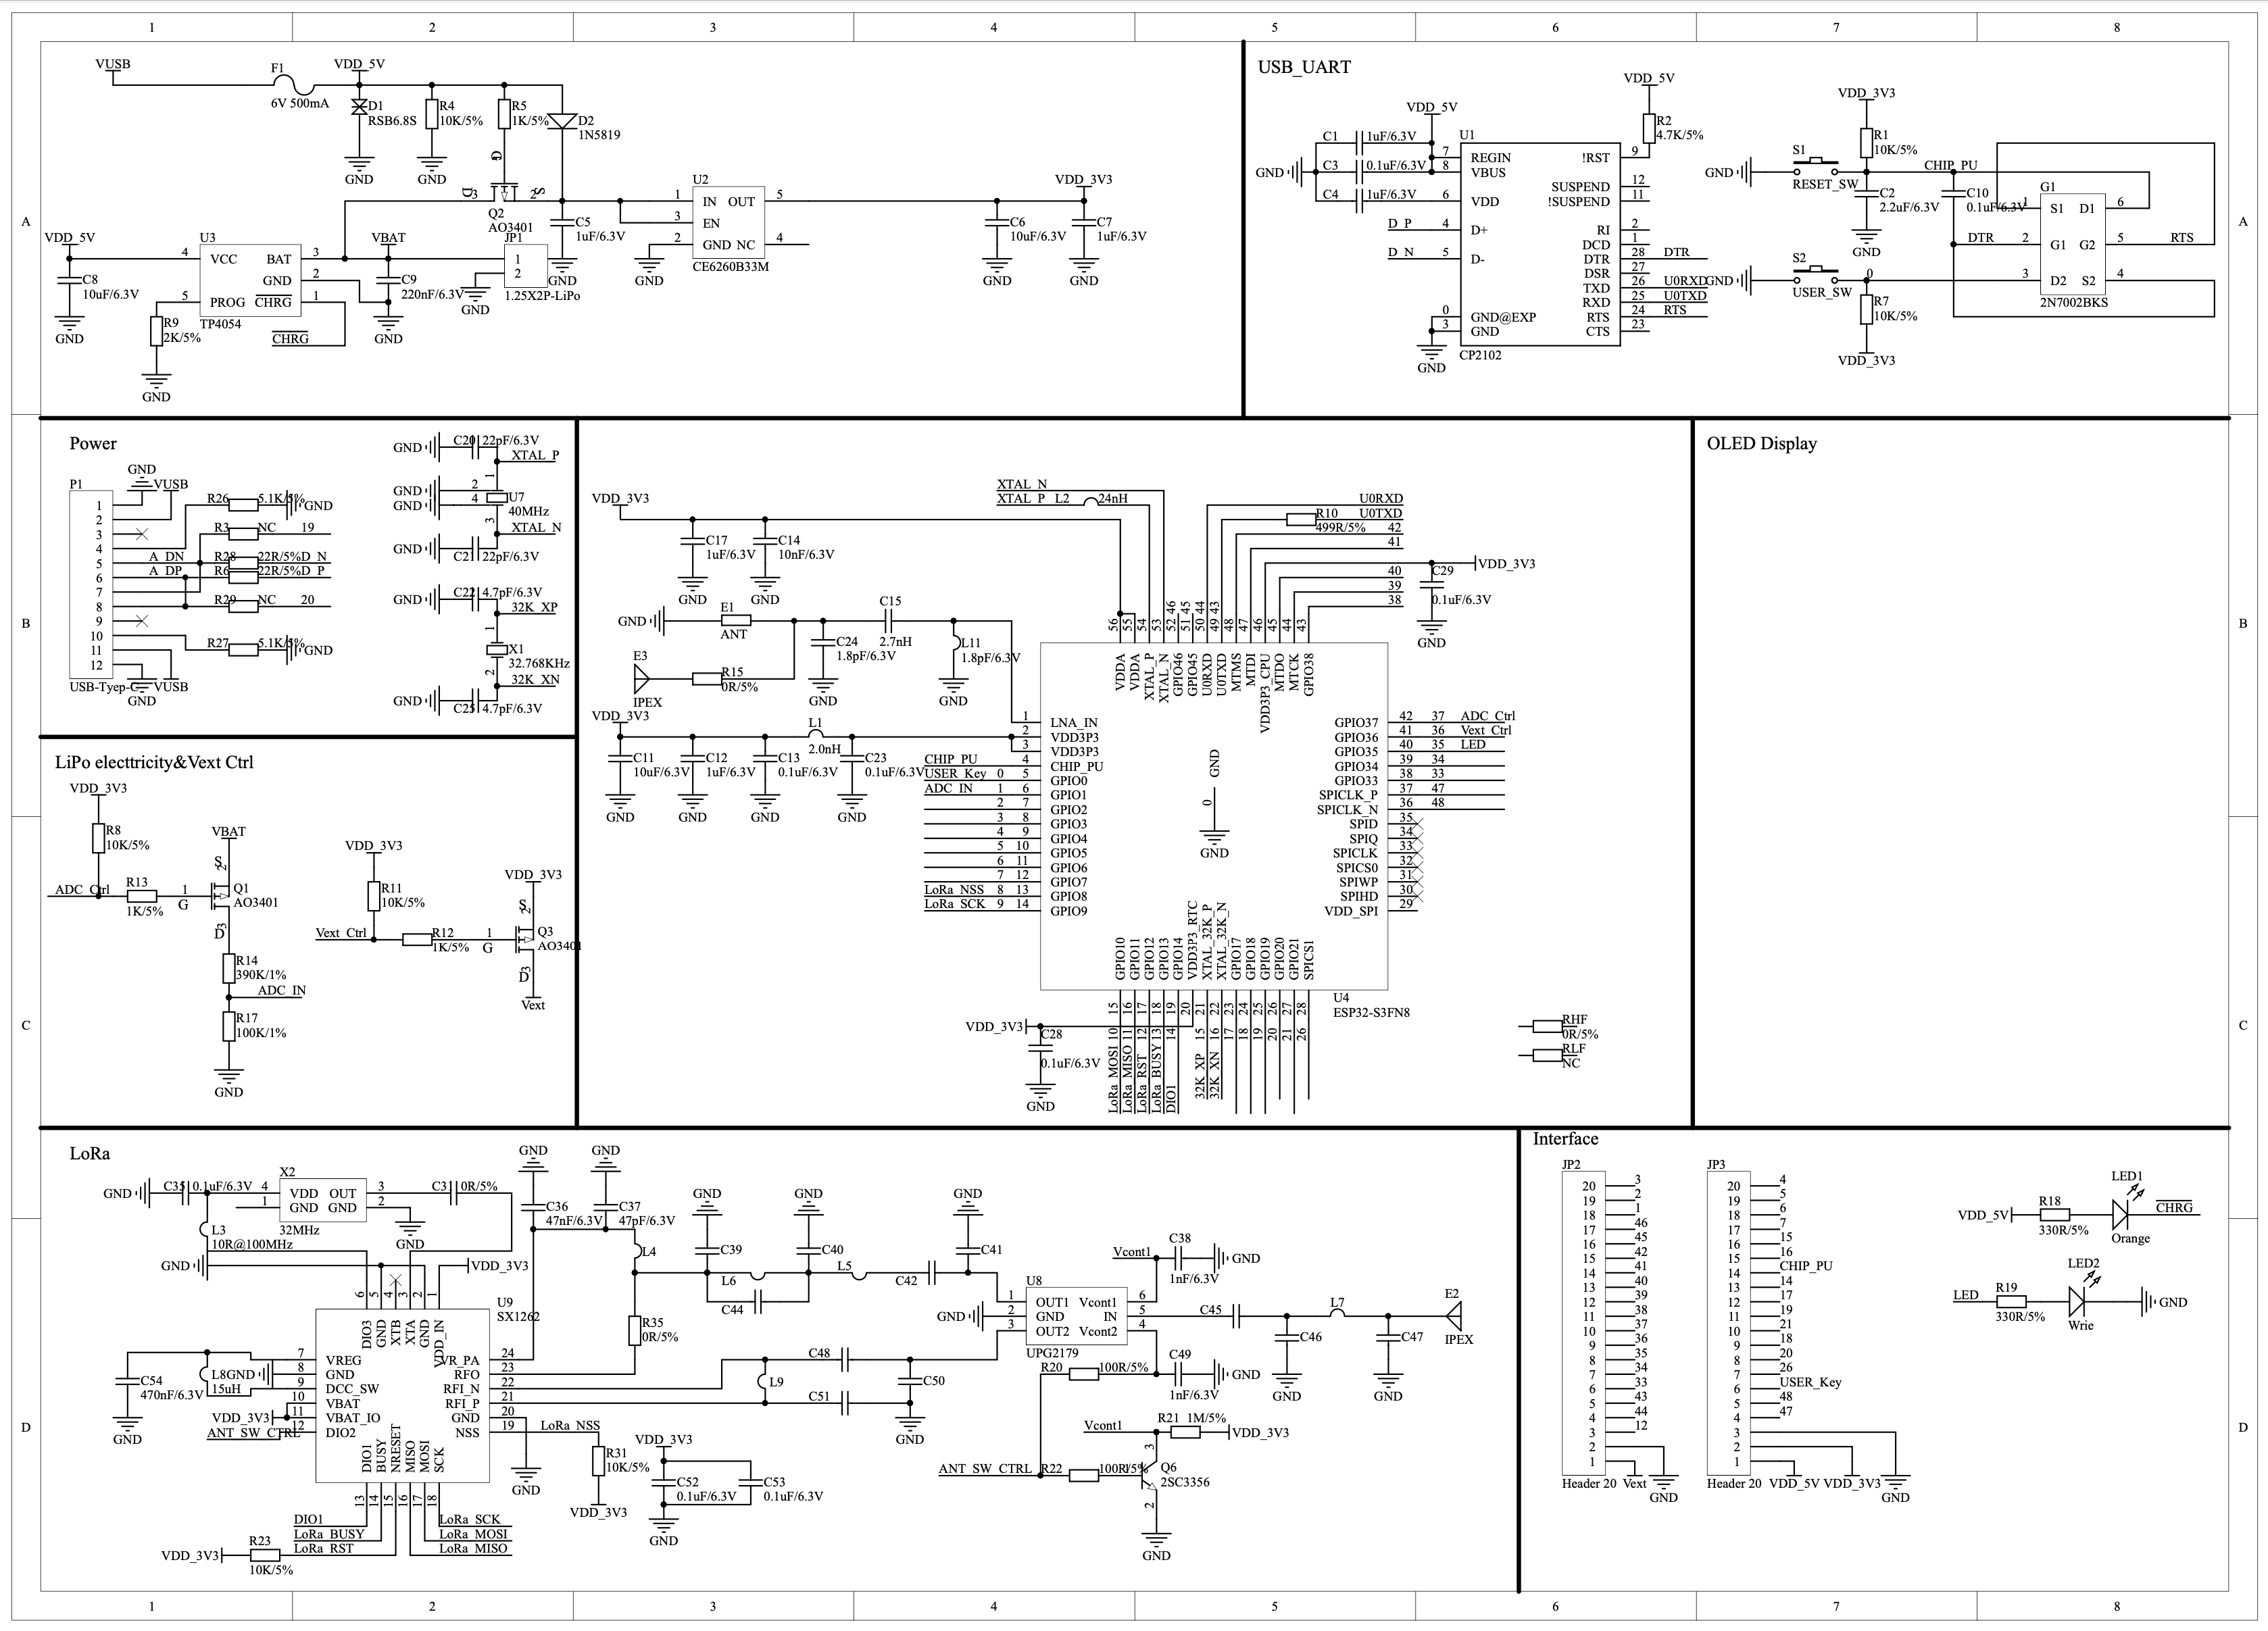 1 2 3 4 5 6 7 8
A
VUSB
F1
6V 500mA
VDD_5V
D1
RSB6.8S
GND
R4
10K/5%
GND
R5
1K/5%
D2
1N5819
G
D
3
2
S
Q2
AO3401
VDD_5V
C8
10uF/6.3V
GND
U3
4 VCC
BAT 3
GND 2
5 PROG
CHRG 1
TP4054
R9
2K/5%
GND
CHRG
VBAT
C9
220nF/6.3V
GND
JP1
1
2
1.25X2P-LiPo
GND
C5
1uF/6.3V
GND
U2
1 IN OUT 5
3 EN
2 GND NC 4
CE6260B33M
GND
C6
10uF/6.3V
GND
VDD_3V3
C7
1uF/6.3V
GND
USB_UART
VDD_5V
C1 1uF/6.3V
C3 0.1uF/6.3V
C4 1uF/6.3V
GND
D_P
D_N
U1
7 REGIN
8 VBUS
6 VDD
4 D+
5 D-
0 GND@EXP
3 GND
GND
CP2102
!RST 9
SUSPEND 12
!SUSPEND 11
RI 2
DCD 1
DTR 28 DTR
DSR 27
TXD 26 U0RXD
RXD 25 U0TXD
RTS 24 RTS
CTS 23
VDD_5V
R2
4.7K/5%
VDD_3V3
R1
10K/5%
GND
S1
RESET_SW
CHIP_PU
C2
2.2uF/6.3V
GND
C10
0.1uF/6.3V
GND
S2
USER_SW
0
R7
10K/5%
VDD_3V3
DTR
G1
1 S1 D1 6
2 G1 G2 5 RTS
3 D2 S2 4
2N7002BKS
A
B
Power
P1
GND
VUSB
1
2
3
4
5
6
7
8
9
10
11
12
USB-Tyep-C
GND
VUSB
A_DN
A_DP
R26 5.1K/5% GND
R3 NC 19
R28 22R/5% D_N
R6 22R/5% D_P
R29 NC 20
R27 5.1K/5% GND
GND C20 22pF/6.3V
XTAL_P
1
GND 2
GND 4
U7
40MHz
3
XTAL_N
GND C21 22pF/6.3V
GND C22 4.7pF/6.3V
32K_XP
1
X1
32.768KHz
2
32K_XN
GND C25 4.7pF/6.3V
LiPo electtricity&Vext Ctrl
VDD_3V3
R8
10K/5%
ADC_Ctrl
R13
1K/5%
1
G
VBAT
S
2
Q1
AO3401
D
3
R14
390K/1%
ADC_IN
R17
100K/1%
GND
VDD_3V3
R11
10K/5%
Vext_Ctrl
R12
1K/5%
1
G
VDD_3V3
S
2
Q3
AO3401
D
3
Vext
VDD_3V3
C17
1uF/6.3V
GND
C14
10nF/6.3V
GND
XTAL_N
XTAL_P L2 24nH
U0RXD
R10 U0TXD
499R/5%
42
41
VDD_3V3
40
39
38
C29
0.1uF/6.3V
GND
GND
E1
ANT
C24
1.8pF/6.3V
GND
C15
2.7nH
L11
1.8pF/6.3V
GND
E3
IPEX
R15
0R/5%
VDD_3V3
L1
2.0nH
C11
10uF/6.3V
GND
C12
1uF/6.3V
GND
C13
0.1uF/6.3V
GND
C23
0.1uF/6.3V
GND
56 VDDA
55 VDDA
54 XTAL_P
53 XTAL_N
46 52 GPIO46
45 51 GPIO45
44 50 U0RXD
43 49 U0TXD
48 MTMS
47 MTDI
46 VDD3P3_CPU
45 MTDO
44 MTCK
43 GPIO38
1 LNA_IN
2 VDD3P3
3 VDD3P3
CHIP_PU 4 CHIP_PU
USER_Key 0 5 GPIO0
ADC_IN 1 6 GPIO1
2 7 GPIO2
3 8 GPIO3
4 9 GPIO4
5 10 GPIO5
6 11 GPIO6
7 12 GPIO7
LoRa_NSS 8 13 GPIO8
LoRa_SCK 9 14 GPIO9
GND
0
GND
GPIO37 42 37 ADC_Ctrl
GPIO36 41 36 Vext_Ctrl
GPIO35 40 35 LED
GPIO34 39 34
GPIO33 38 33
SPICLK_P 37 47
SPICLK_N 36 48
SPID 35
SPIQ 34
SPICLK 33
SPICS0 32
SPIWP 31
SPIHD 30
VDD_SPI 29
GPIO10 15 10 LoRa_MOSI
GPIO11 16 11 LoRa_MISO
GPIO12 17 12 LoRa_RST
GPIO13 18 13 LoRa_BUSY
GPIO14 19 14 DIO1
VDD3P3_RTC 20
XTAL_32K_P 21 15 32K_XP
XTAL_32K_N 22 16 32K_XN
GPIO17 23 17
GPIO18 24 18
GPIO19 25 19
GPIO20 26 20
GPIO21 27 21
SPICS1 28 26
U4
ESP32-S3FN8
VDD_3V3
C28
0.1uF/6.3V
GND
RHF
0R/5%
RLF
NC
OLED Display
B
C
C
LoRa
GND C35 0.1uF/6.3V
X2
4 VDD OUT 3
1 GND GND 2
32MHz
GND
C31 0R/5%
L3
10R@100MHz
GND
VDD_3V3
U9
SX1262
6 DIO3
5 GND
4 XTB
3 XTA
2 GND
1 VDD_IN
7 VREG
8 GND
9 DCC_SW
10 VBAT
11 VBAT_IO
12 DIO2
VR_PA 24
RFO 23
RFI_N 22
RFI_P 21
GND 20
NSS 19
DIO1 13
BUSY 14
NRESET 15
MISO 16
MOSI 17
SCK 18
C54
470nF/6.3V
GND
L8 GND
15uH
VDD_3V3
ANT_SW_CTRL
DIO1
LoRa_BUSY
LoRa_RST
LoRa_SCK
LoRa_MOSI
LoRa_MISO
VDD_3V3
R23
10K/5%
GND
LoRa_NSS
R31
10K/5%
VDD_3V3
VDD_3V3
C52
0.1uF/6.3V
C53
0.1uF/6.3V
GND
GND
C36
47nF/6.3V
GND
C37
47pF/6.3V
L4
R35
0R/5%
GND
C39
L6
C44
GND
C40
L5
C42
GND
C41
C48
L9
C51
C50
GND
U8
1 OUT1 Vcont1 6
GND 2 GND IN 5
3 OUT2 Vcont2 4
UPG2179
Vcont1
C38
1nF/6.3V
GND
C45
C46
GND
L7
C47
GND
E2
IPEX
R20 100R/5%
C49
1nF/6.3V
GND
Vcont1
R21 1M/5%
VDD_3V3
ANT_SW_CTRL
R22 100R/5%
1
3
2
Q6
2SC3356
GND
Interface
JP2
20 3
19 2
18 1
17 46
16 45
15 42
14 41
13 40
12 39
11 38
10 37
9 36
8 35
7 34
6 33
5 43
4 44
3 12
2
1
Header 20 Vext
GND
JP3
20 4
19 5
18 6
17 7
16 15
15 16
14 CHIP_PU
13 14
12 17
11 19
10 21
9 18
8 20
7 26
6 USER_Key
5 48
4 47
3
2
1
Header 20 VDD_5V VDD_3V3
GND
VDD_5V
R18
330R/5%
LED1
Orange
CHRG
LED
R19
330R/5%
LED2
Wrie
GND
D
D
1 2 3 4 5 6 7 8